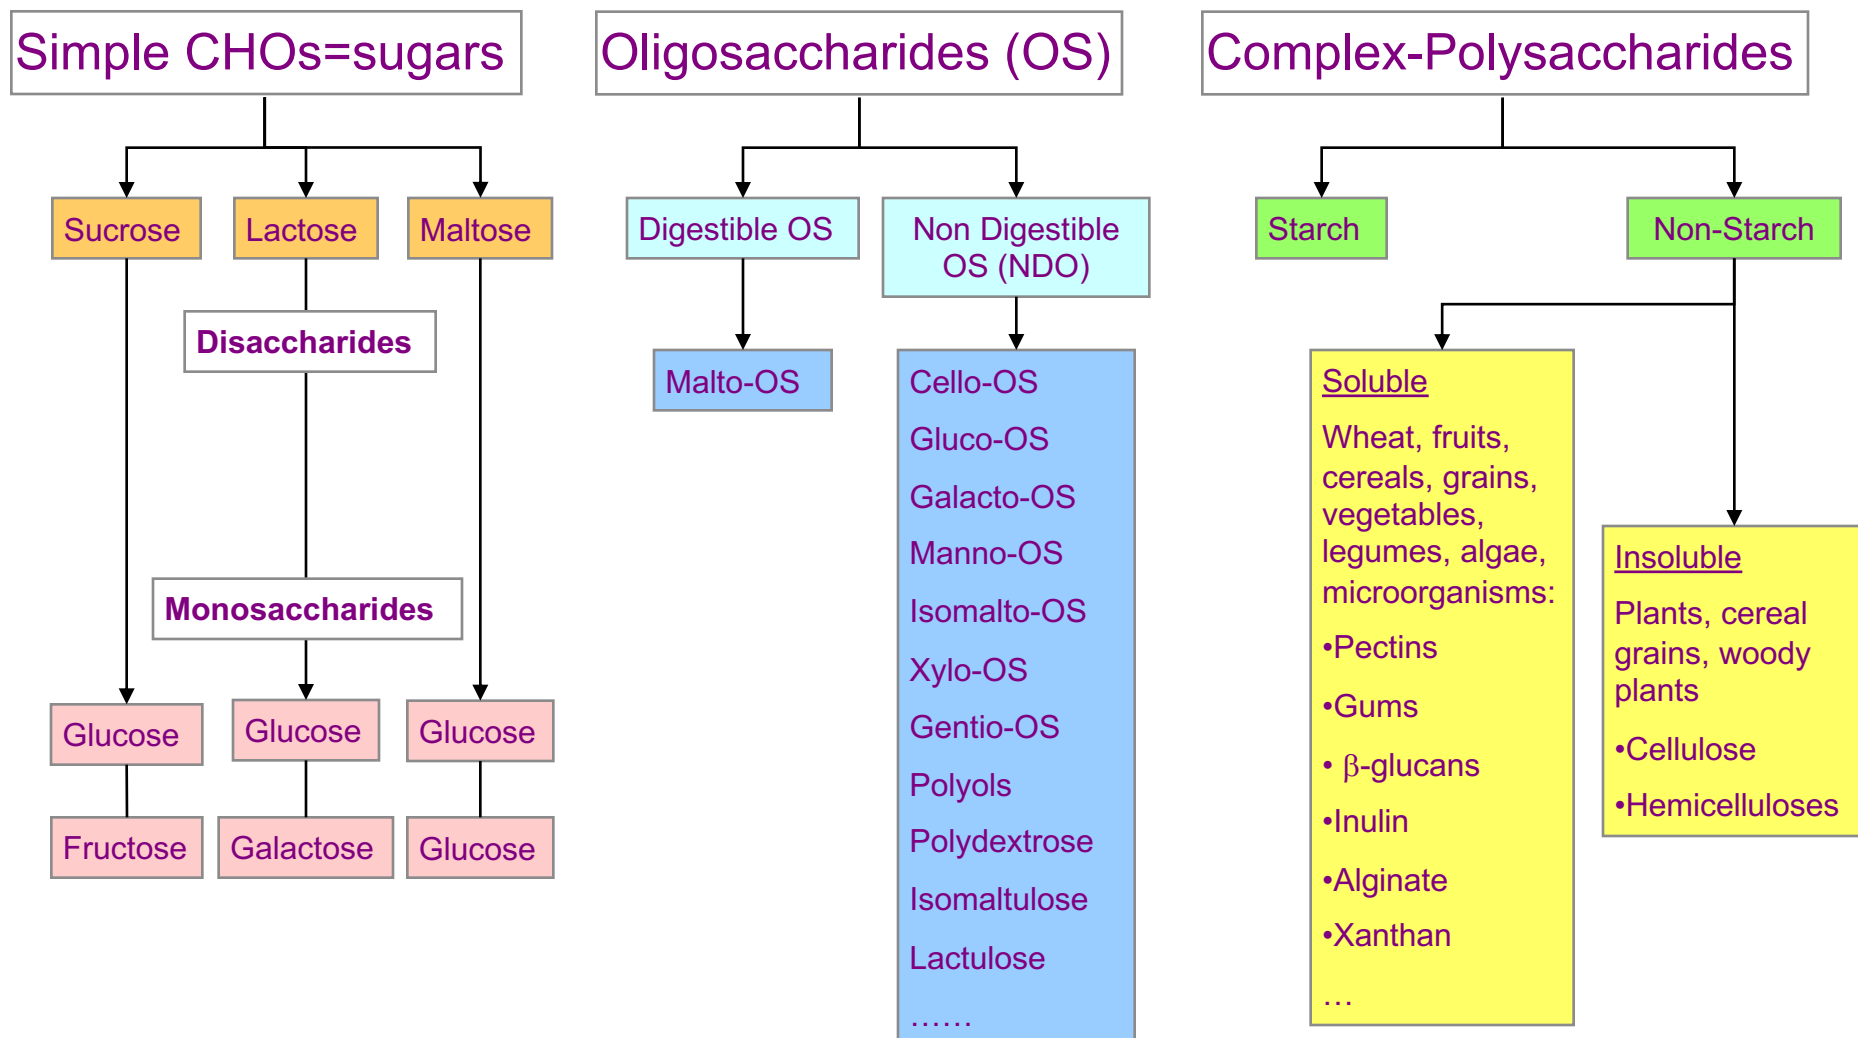 Simple CHOs=sugars
Sucrose
Lactose
Maltose
Disaccharides
Monosaccharides
Glucose
Glucose
Glucose
Fructose
Galactose
Glucose
Oligosaccharides (OS)
Digestible OS
Non Digestible
OS (NDO)
Malto-OS
Cello-OS
Gluco-OS
Galacto-OS
Manno-OS
Isomalto-OS
Xylo-OS
Gentio-OS
Polyols
Polydextrose
Isomaltulose
Lactulose
……
Complex-Polysaccharides
Starch
Non-Starch
Soluble
Wheat, fruits,
cereals, grains,
vegetables,
legumes, algae,
microorganisms:
•Pectins
•Gums
• β-glucans
•Inulin
•Alginate
•Xanthan
…
Insoluble
Plants, cereal
grains, woody
plants
•Cellulose
•Hemicelluloses